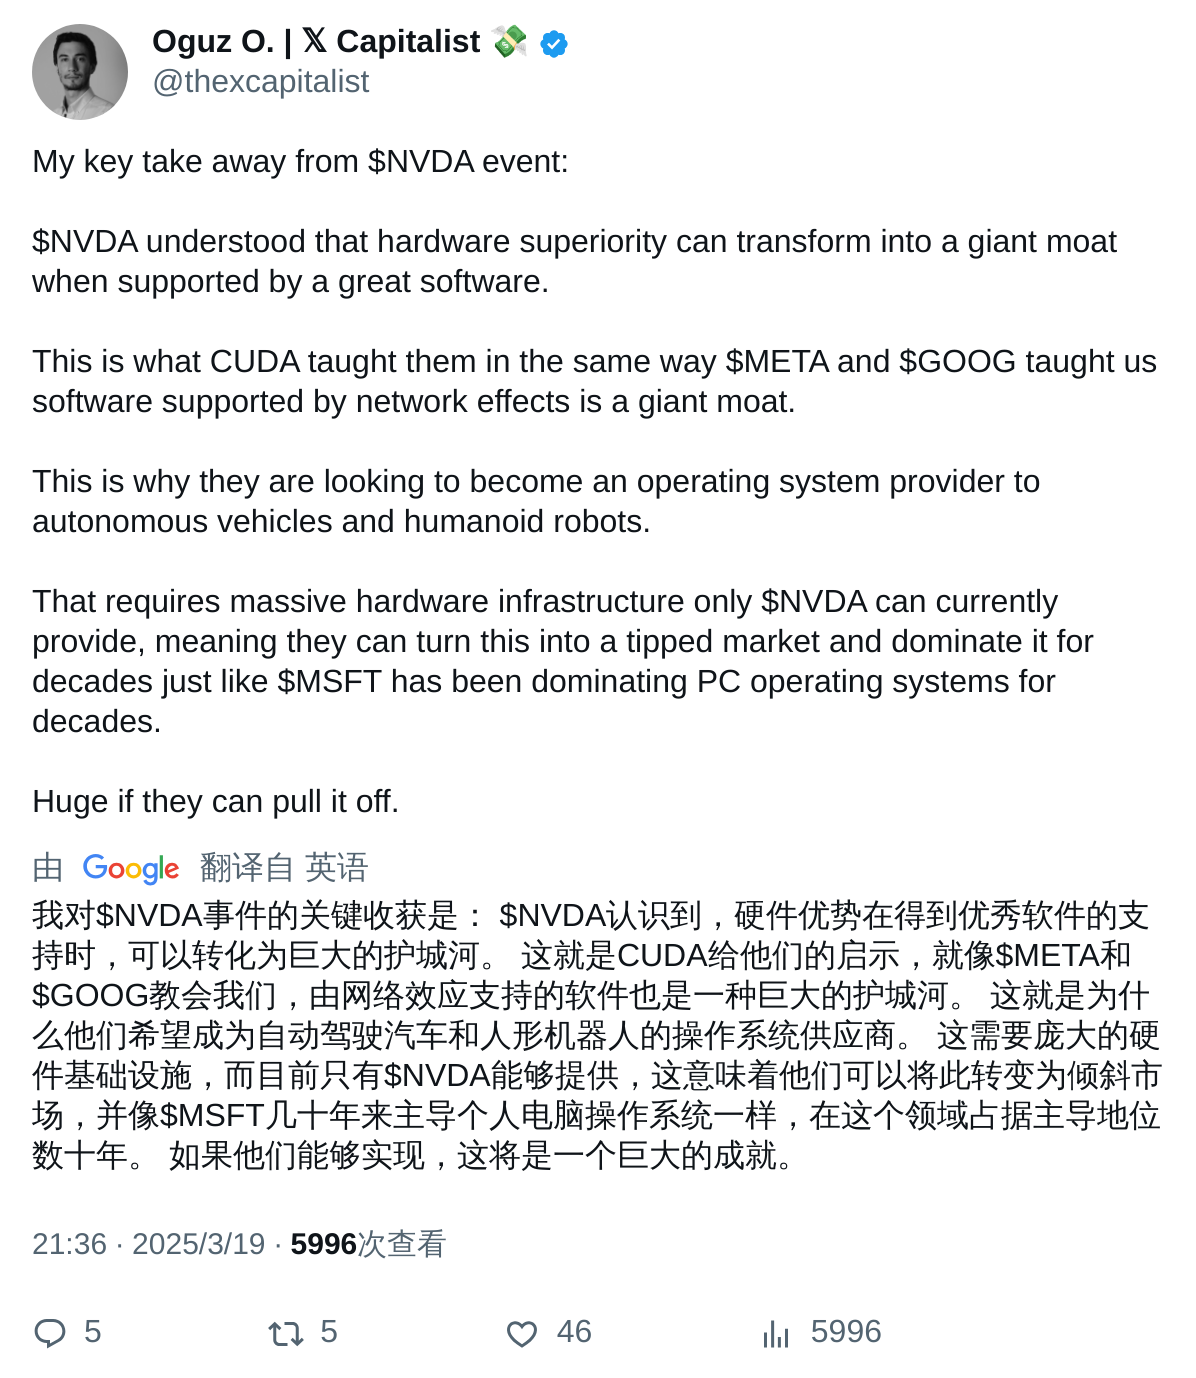 Oguz O. | 𝕏 Capitalist 💸
@thexcapitalist
My key take away from $NVDA event:
$NVDA understood that hardware superiority can transform into a giant moat
when supported by a great software.
This is what CUDA taught them in the same way $META and $GOOG taught us
software supported by network effects is a giant moat.
This is why they are looking to become an operating system provider to
autonomous vehicles and humanoid robots.
That requires massive hardware infrastructure only $NVDA can currently
provide, meaning they can turn this into a tipped market and dominate it for
decades just like $MSFT has been dominating PC operating systems for
decades.
Huge if they can pull it off.
由 Google 翻译自 英语
我对$NVDA事件的关键收获是： $NVDA认识到，硬件优势在得到优秀软件的支
持时，可以转化为巨大的护城河。 这就是CUDA给他们的启示，就像$META和
$GOOG教会我们，由网络效应支持的软件也是一种巨大的护城河。 这就是为什
么他们希望成为自动驾驶汽车和人形机器人的操作系统供应商。 这需要庞大的硬
件基础设施，而目前只有$NVDA能够提供，这意味着他们可以将此转变为倾斜市
场，并像$MSFT几十年来主导个人电脑操作系统一样，在这个领域占据主导地位
数十年。 如果他们能够实现，这将是一个巨大的成就。
21:36 · 2025/3/19 · 5996次查看
5 5 46 5996